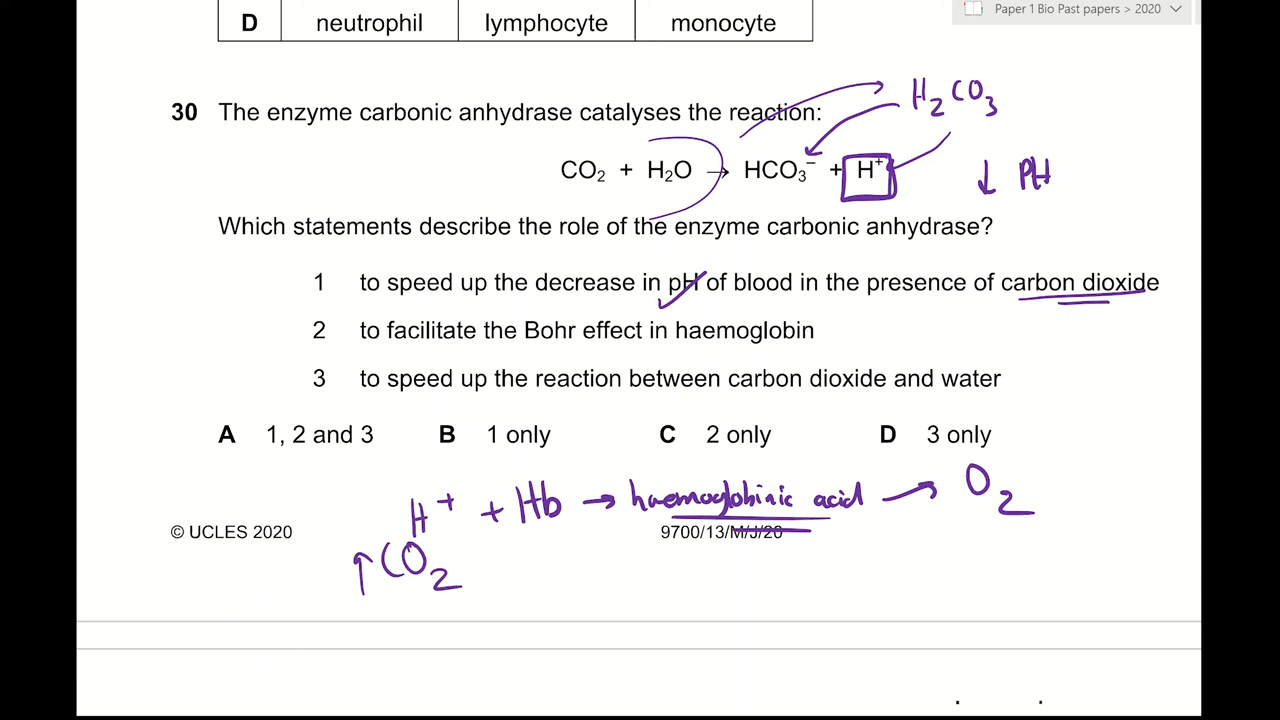 Paper 1 Bio Past papers > 2020
D neutrophil lymphocyte monocyte
30 The enzyme carbonic anhydrase catalyses the reaction:
H2CO3
CO₂ + H₂O → HCO₃⁻ + H⁺
↓ PH
Which statements describe the role of the enzyme carbonic anhydrase?
1 to speed up the decrease in pH of blood in the presence of carbon dioxide
2 to facilitate the Bohr effect in haemoglobin
3 to speed up the reaction between carbon dioxide and water
A 1, 2 and 3 B 1 only C 2 only D 3 only
H⁺ + Hb → haemoglobinic acid → O₂
© UCLES 2020 9700/13/M/J/20
↑CO₂